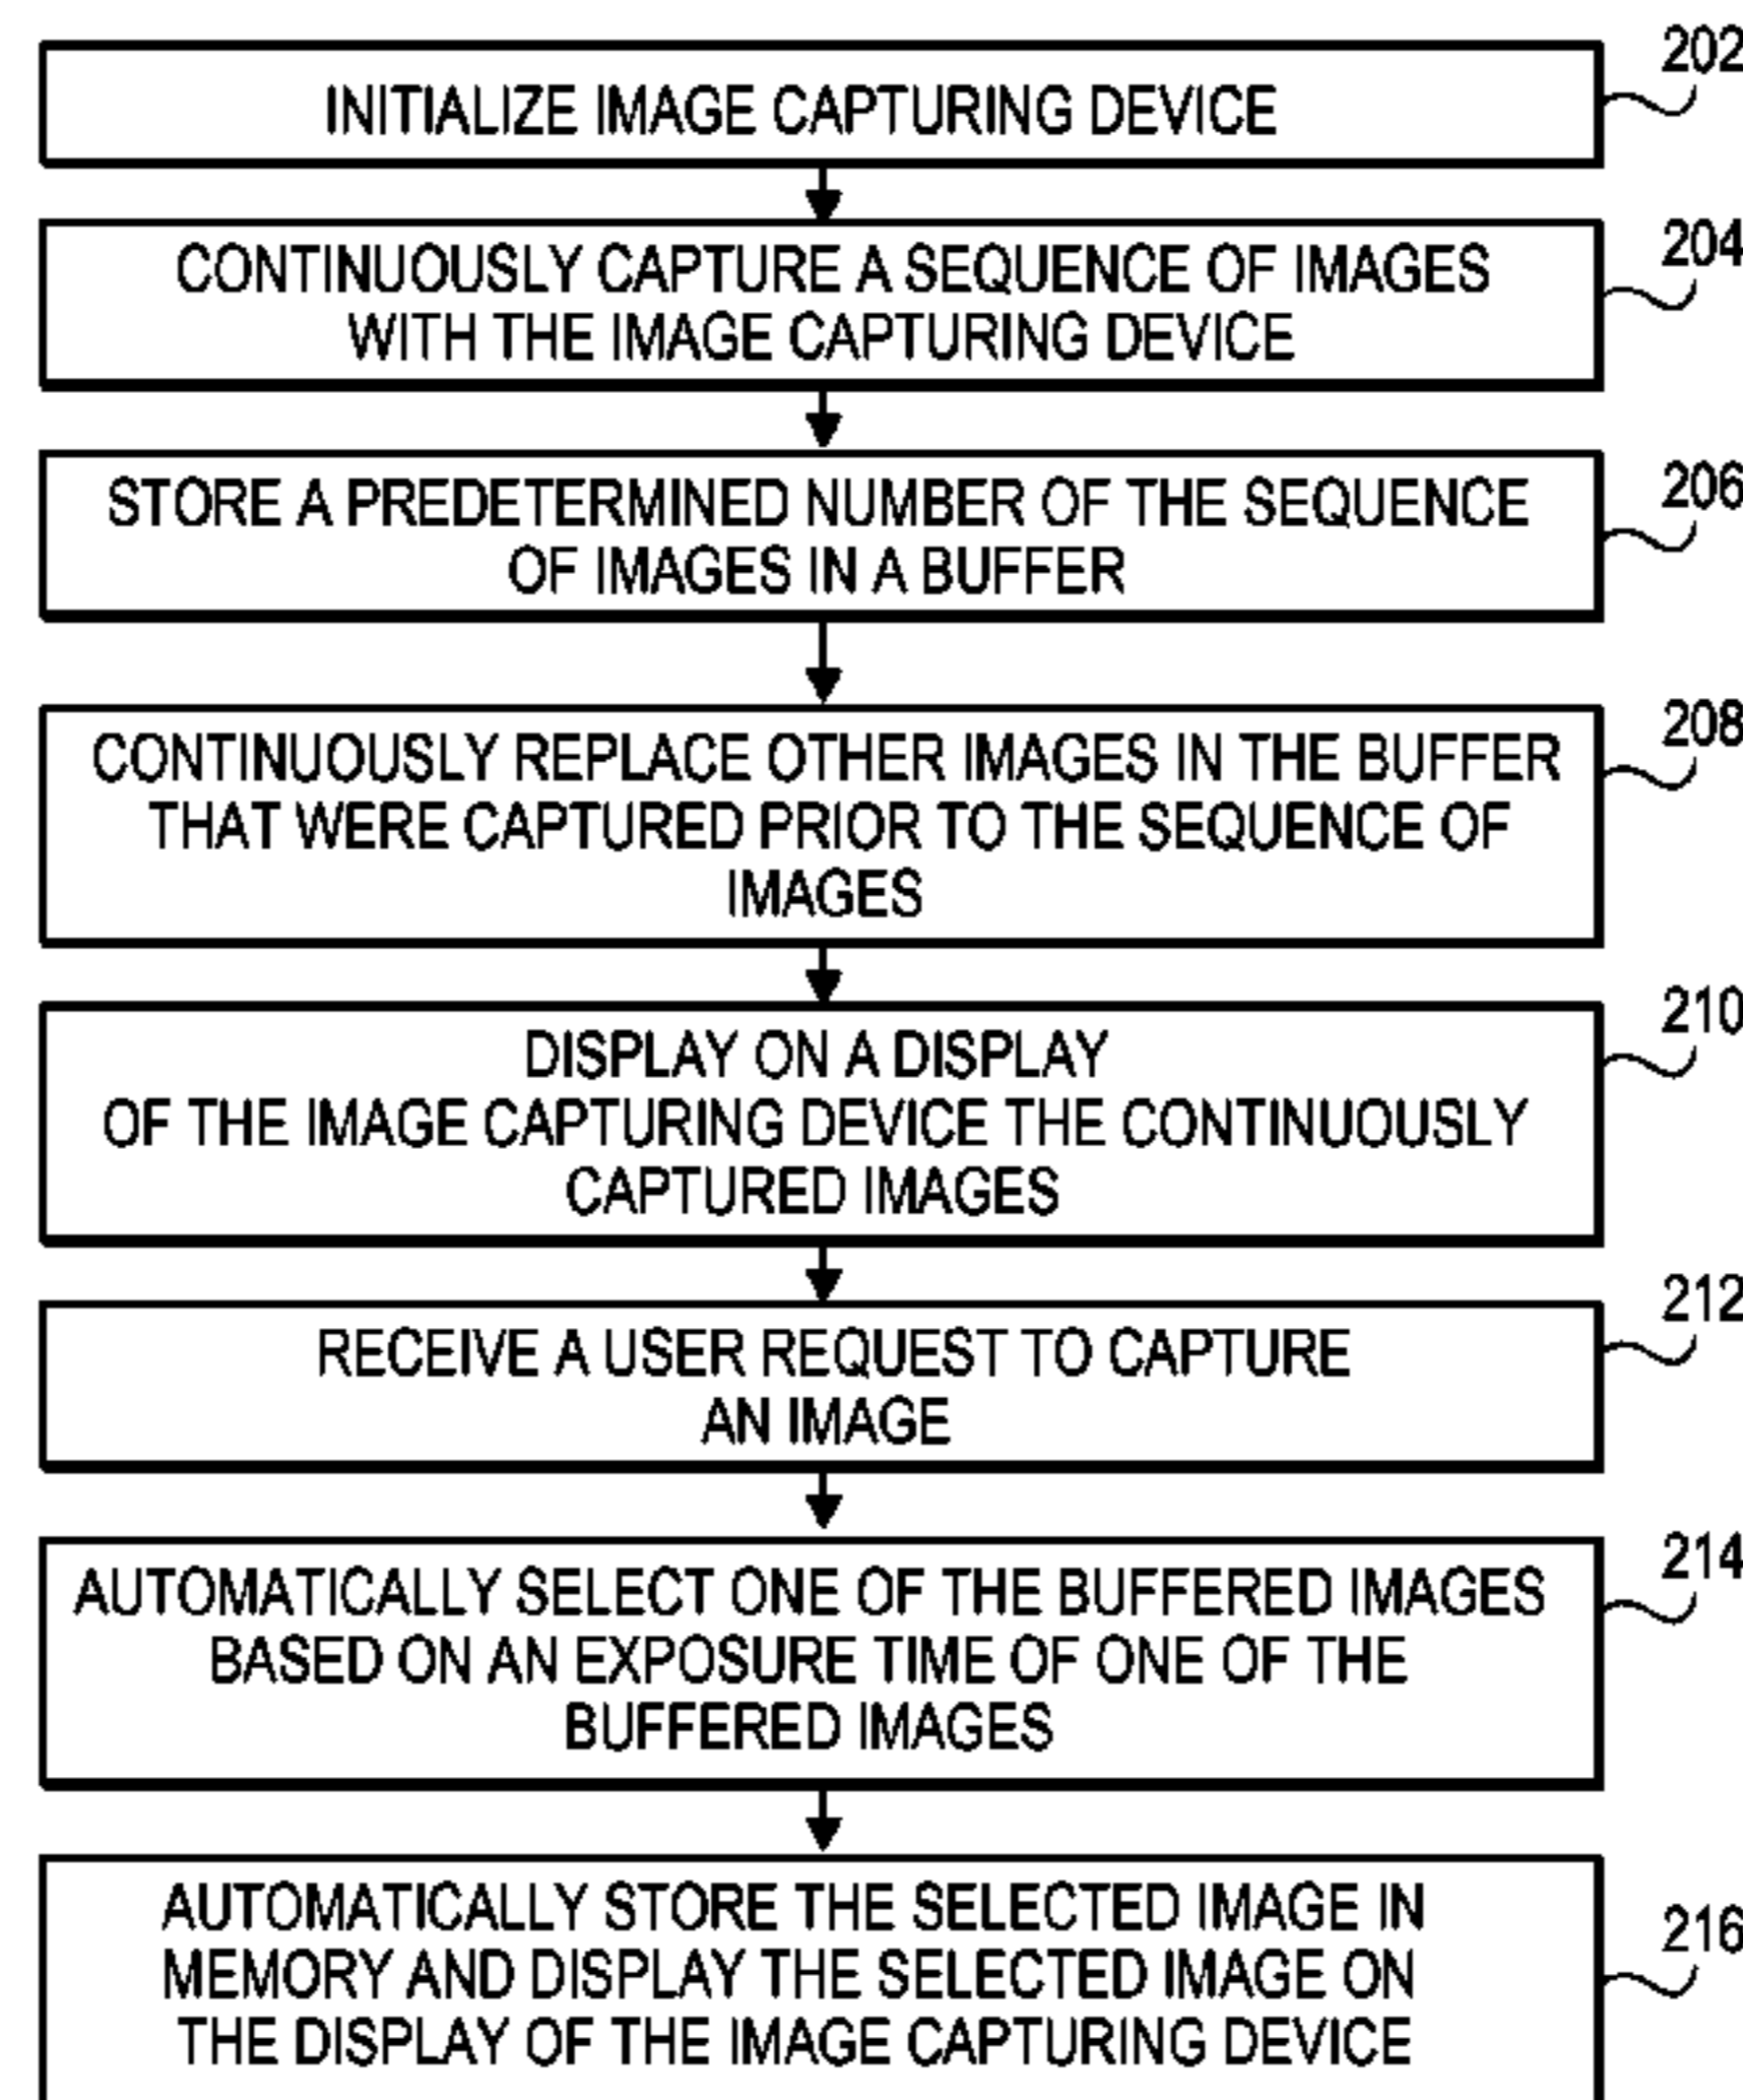 202
INITIALIZE IMAGE CAPTURING DEVICE
204
CONTINUOUSLY CAPTURE A SEQUENCE OF IMAGES
WITH THE IMAGE CAPTURING DEVICE
206
STORE A PREDETERMINED NUMBER OF THE SEQUENCE
OF IMAGES IN A BUFFER
208
CONTINUOUSLY REPLACE OTHER IMAGES IN THE BUFFER
THAT WERE CAPTURED PRIOR TO THE SEQUENCE OF
IMAGES
210
DISPLAY ON A DISPLAY
OF THE IMAGE CAPTURING DEVICE THE CONTINUOUSLY
CAPTURED IMAGES
212
RECEIVE A USER REQUEST TO CAPTURE
AN IMAGE
214
AUTOMATICALLY SELECT ONE OF THE BUFFERED IMAGES
BASED ON AN EXPOSURE TIME OF ONE OF THE
BUFFERED IMAGES
216
AUTOMATICALLY STORE THE SELECTED IMAGE IN
MEMORY AND DISPLAY THE SELECTED IMAGE ON
THE DISPLAY OF THE IMAGE CAPTURING DEVICE